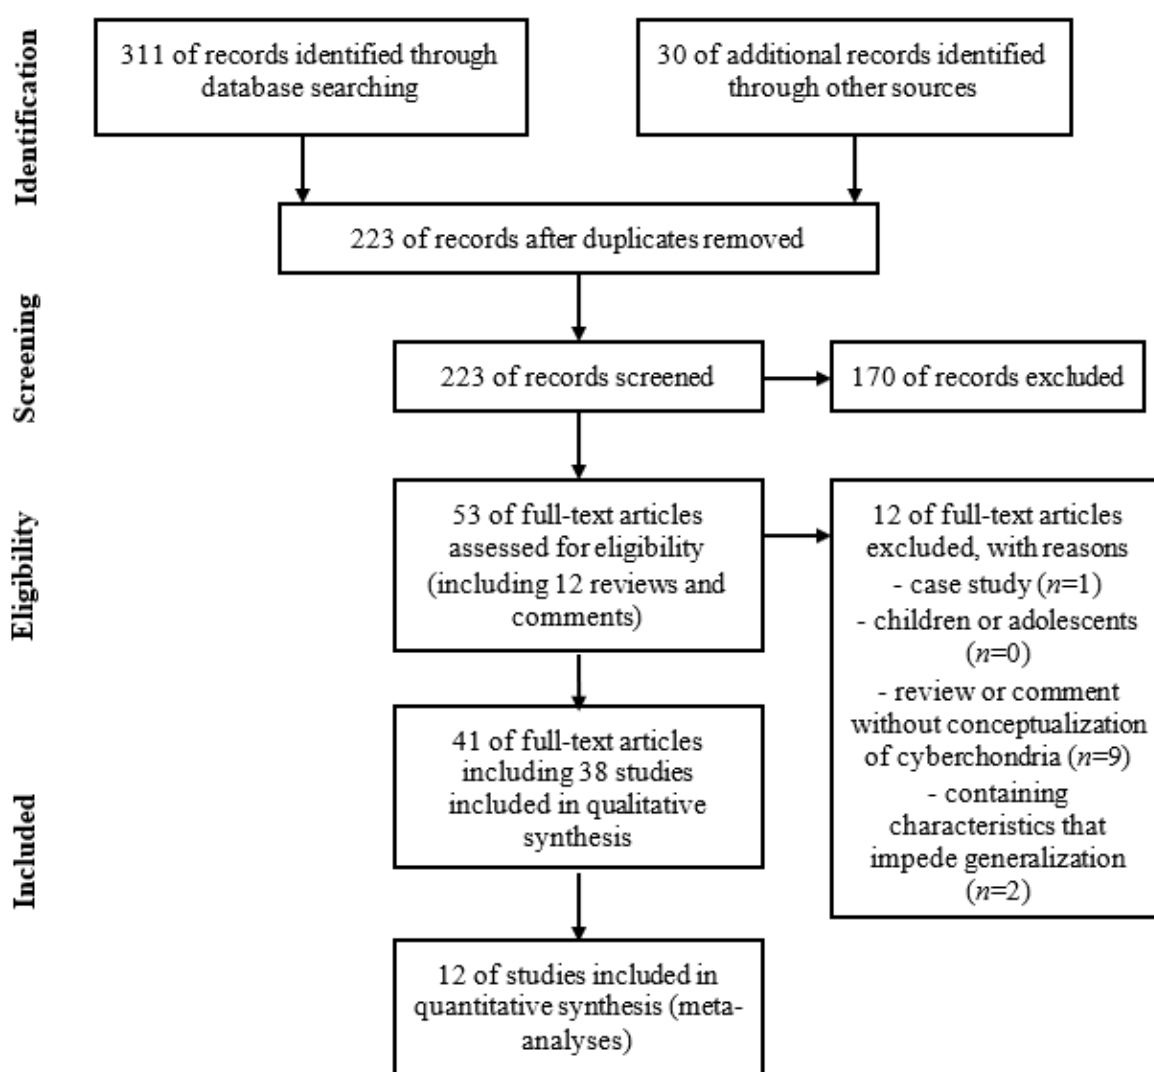 Identification
311 of records identified through
database searching
30 of additional records identified
through other sources
223 of records after duplicates removed
Screening
223 of records screened
170 of records excluded
Eligibility
53 of full-text articles
assessed for eligibility
(including 12 reviews and
comments)
12 of full-text articles
excluded, with reasons
- case study (n=1)
- children or adolescents
(n=0)
- review or comment
without conceptualization
of cyberchondria (n=9)
- containing
characteristics that
impede generalization
(n=2)
Included
41 of full-text articles
including 38 studies
included in qualitative
synthesis
12 of studies included in
quantitative synthesis (meta-
analyses)